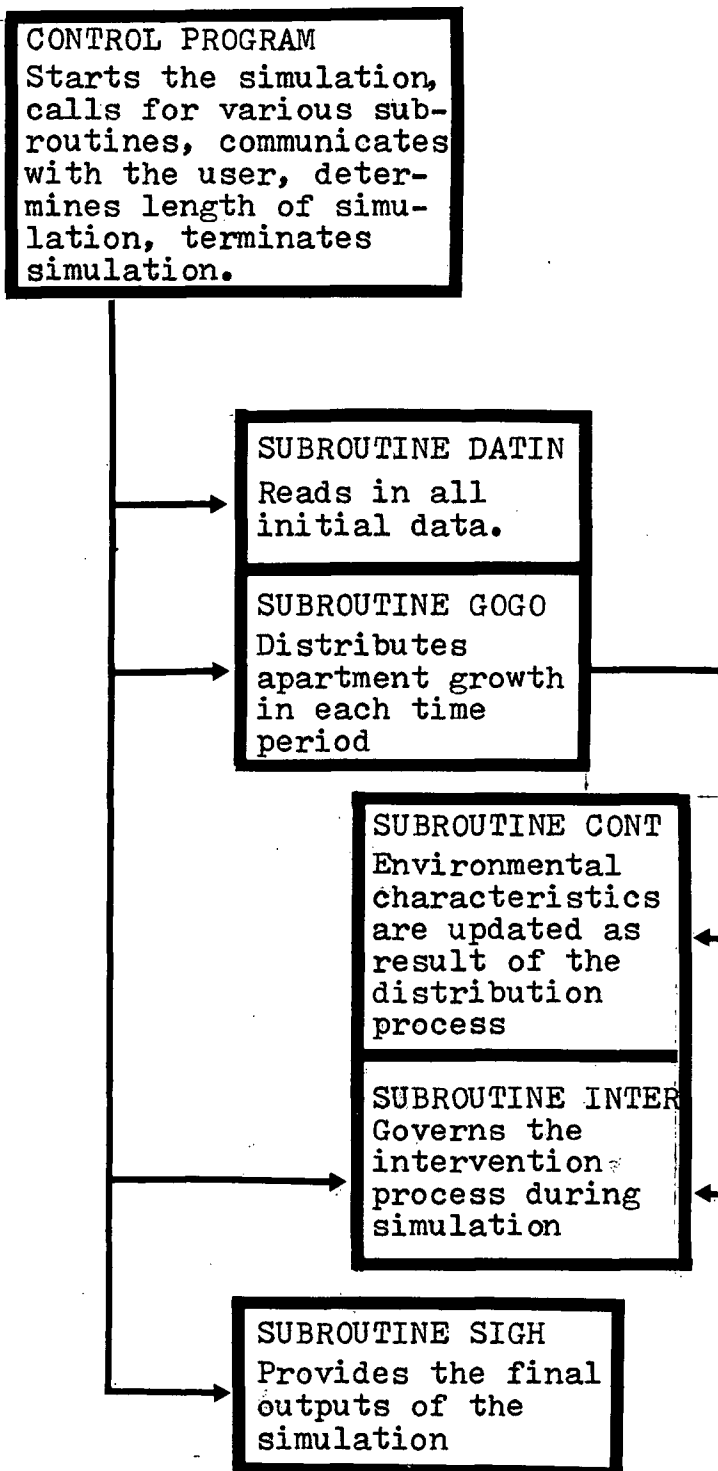 CONTROL PROGRAM
Starts the simulation,
calls for various sub-
routines, communicates
with the user, deter-
mines length of simu-
lation, terminates
simulation.
SUBROUTINE DATIN
Reads in all
initial data.
SUBROUTINE GOGO
Distributes
apartment growth
in each time
period
SUBROUTINE CONT
Environmental
characteristics
are updated as
result of the
distribution
process
SUBROUTINE INTER
Governs the
intervention
process during
simulation
SUBROUTINE SIGH
Provides the final
outputs of the
simulation